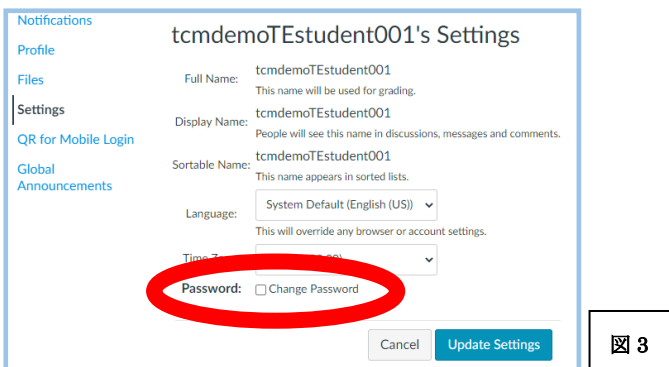 Notifications
Profile
Files
Settings
QR for Mobile Login
Global
Announcements
tcmdemoTEstudent001's Settings
Full Name: tcmdemoTEstudent001
This name will be used for grading.
Display Name: tcmdemoTEstudent001
People will see this name in discussions, messages and comments.
Sortable Name: tcmdemoTEstudent001
This name appears in sorted lists.
Language: System Default (English (US))
This will override any browser or account settings.
Password: Change Password
Cancel Update Settings
図 3